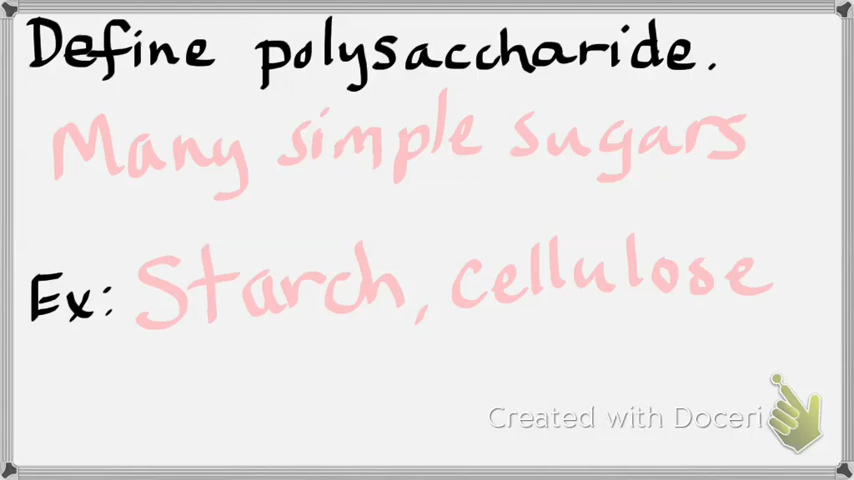 Define polysaccharide.
Many simple sugars
Ex: Starch, cellulose
Created with Doceri